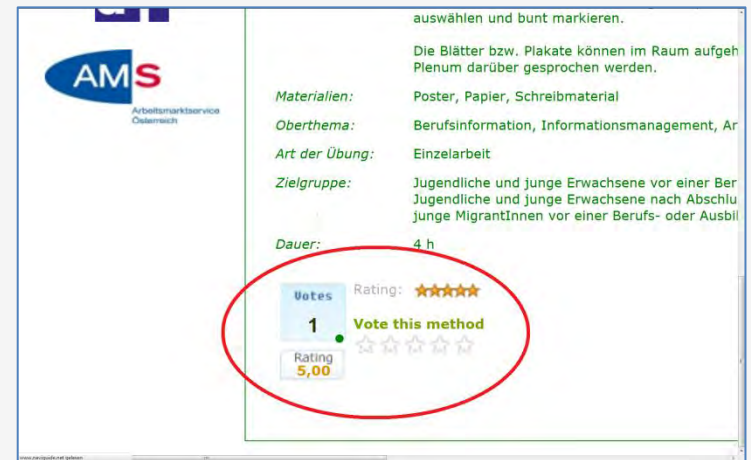 auswählen und bunt markieren.
Die Blätter bzw. Plakate können im Raum aufgeh
Plenum darüber gesprochen werden.
AMS
Arbeitsmarktservice
Österreich
Materialien: Poster, Papier, Schreibmaterial
Oberthema: Berufsinformation, Informationsmanagement, Ar
Art der Übung: Einzelarbeit
Zielgruppe: Jugendliche und junge Erwachsene vor einer Ber
Jugendliche und junge Erwachsene nach Abschlu
junge MigrantInnen vor einer Berufs- oder Ausbil
Dauer: 4 h
Votes
1
Rating:
Vote this method
Rating
5,00